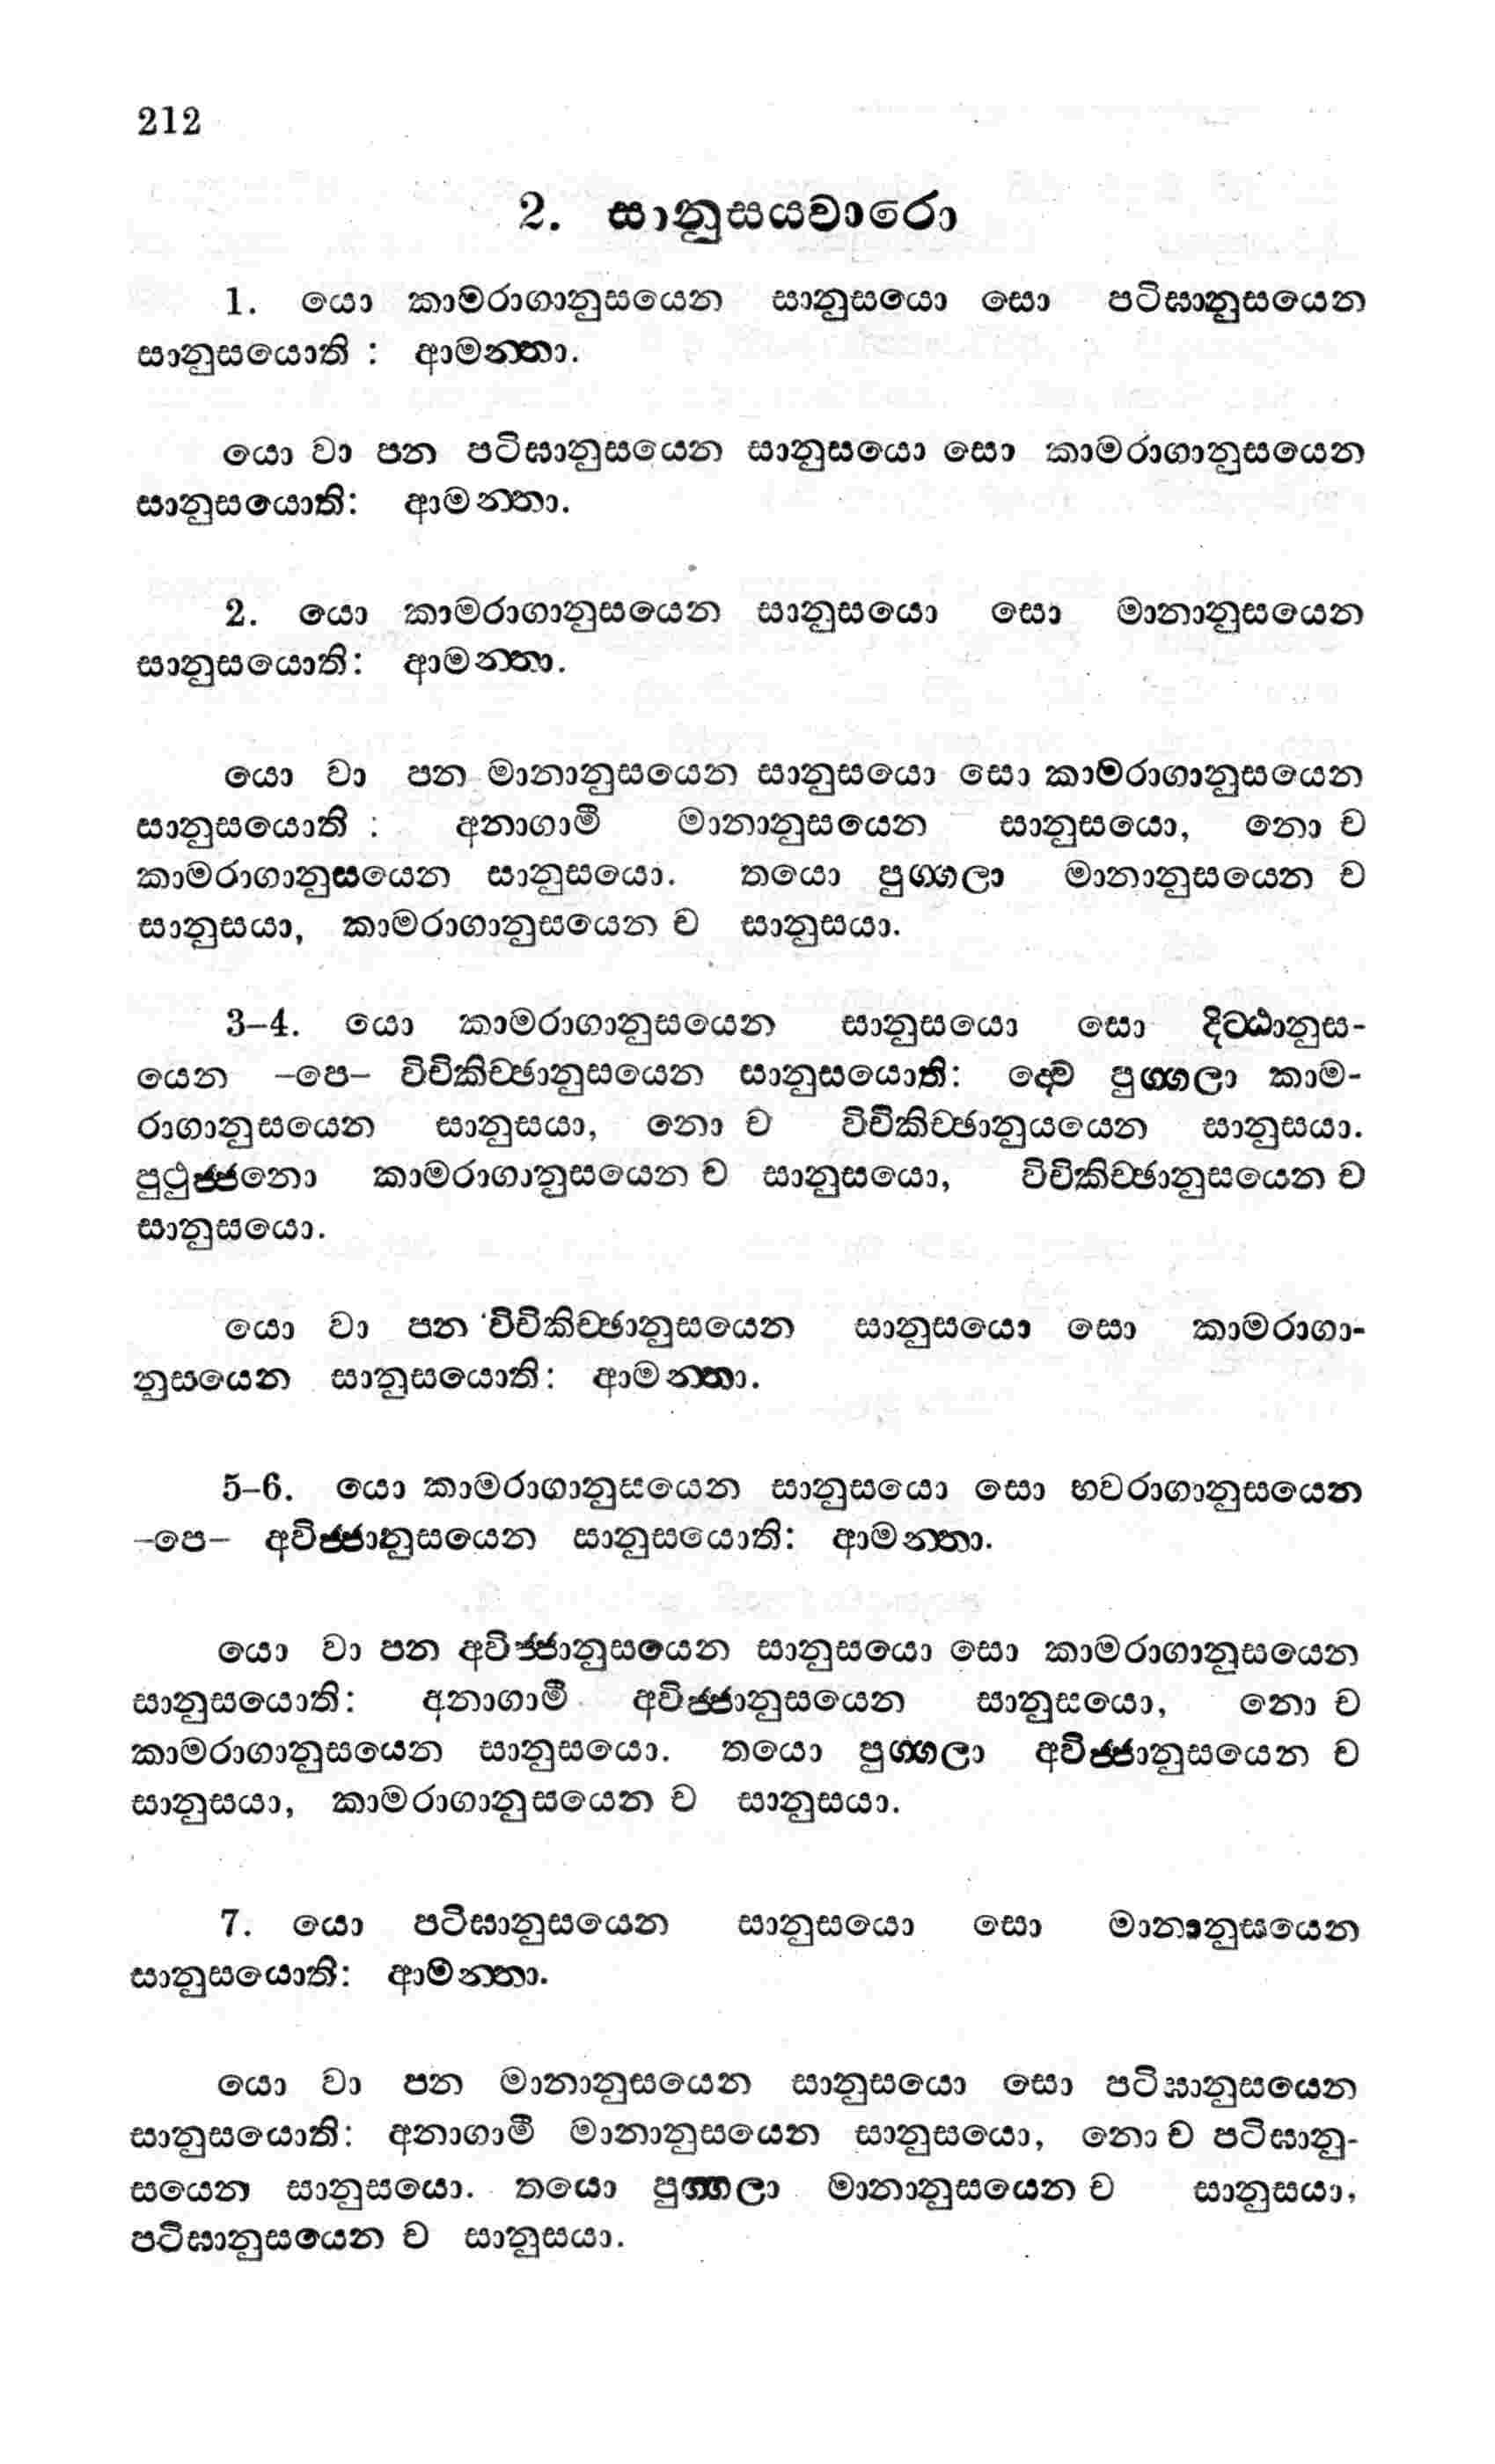 212
2. සානුසයවාරො
1. යො කාමරාගානුසයෙන සානුසයො සො පටිඝානුසයෙන
සානුසයොති : ආමන්තා.
යො වා පන පටිඝානුසයෙන සානුසයො සො කාමරාගානුසයෙන
සානුසයොති: ආමන්තා.
2. යො කාමරාගානුසයෙන සානුසයො සො මානානුසයෙන
සානුසයොති: ආමන්තා.
යො වා පන මානානුසයෙන සානුසයො සො කාමරාගානුසයෙන
සානුසයොති : අනාගාමී මානානුසයෙන සානුසයො, නො ච
කාමරාගානුසයෙන සානුසයො. තයො පුග්ගලා මානානුසයෙන ච
සානුසයා, කාමරාගානුසයෙන ච සානුසයා.
3–4. යො කාමරාගානුසයෙන සානුසයො සො දිට්ඨානුස-
යෙන –පෙ– විචිකිච්ඡානුසයෙන සානුසයොති: ද්වෙ පුග්ගලා කාම-
රාගානුසයෙන සානුසයා, නො ච විචිකිච්ඡානුයයෙන සානුසයා.
පුථුජ්ජනො කාමරාගානුසයෙන ච සානුසයො, විචිකිච්ඡානුසයෙන ච
සානුසයො.
යො වා පන විචිකිච්ඡානුසයෙන සානුසයො සො කාමරාගා-
නුසයෙන සානුසයොති: ආමන්තා.
5–6. යො කාමරාගානුසයෙන සානුසයො සො භවරාගානුසයෙන
–පෙ– අවිජ්ජානුසයෙන සානුසයොති: ආමන්තා.
යො වා පන අවිජ්ජානුසයෙන සානුසයො සො කාමරාගානුසයෙන
සානුසයොති: අනාගාමී අවිජ්ජානුසයෙන සානුසයො, නො ච
කාමරාගානුසයෙන සානුසයො. තයො පුග්ගලා අවිජ්ජානුසයෙන ච
සානුසයා, කාමරාගානුසයෙන ච සානුසයා.
7. යො පටිඝානුසයෙන සානුසයො සො මානානුසයෙන
සානුසයොති: ආමන්තා.
යො වා පන මානානුසයෙන සානුසයො සො පටිඝානුසයෙන
සානුසයොති: අනාගාමී මානානුසයෙන සානුසයො, නො ච පටිඝානු-
සයෙන සානුසයො. තයො පුග්ගලා මානානුසයෙන ච සානුසයා,
පටිඝානුසයෙන ච සානුසයා.